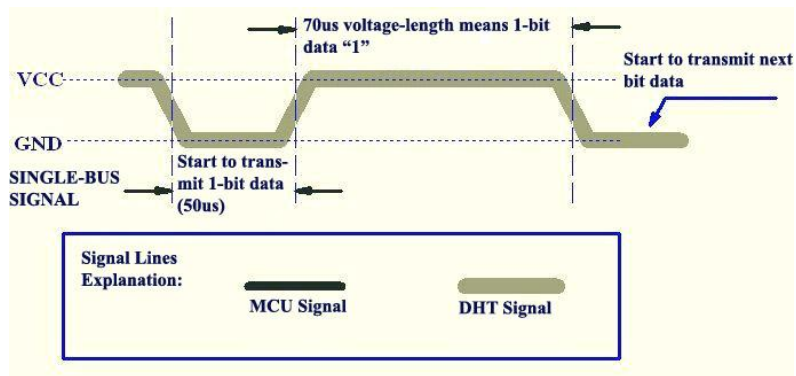 70us voltage-length means 1-bit
data “1”
Start to transmit next
bit data
VCC
GND
Start to trans-
mit 1-bit data
(50us)
SINGLE-BUS
SIGNAL
Signal Lines
Explanation:
MCU Signal
DHT Signal